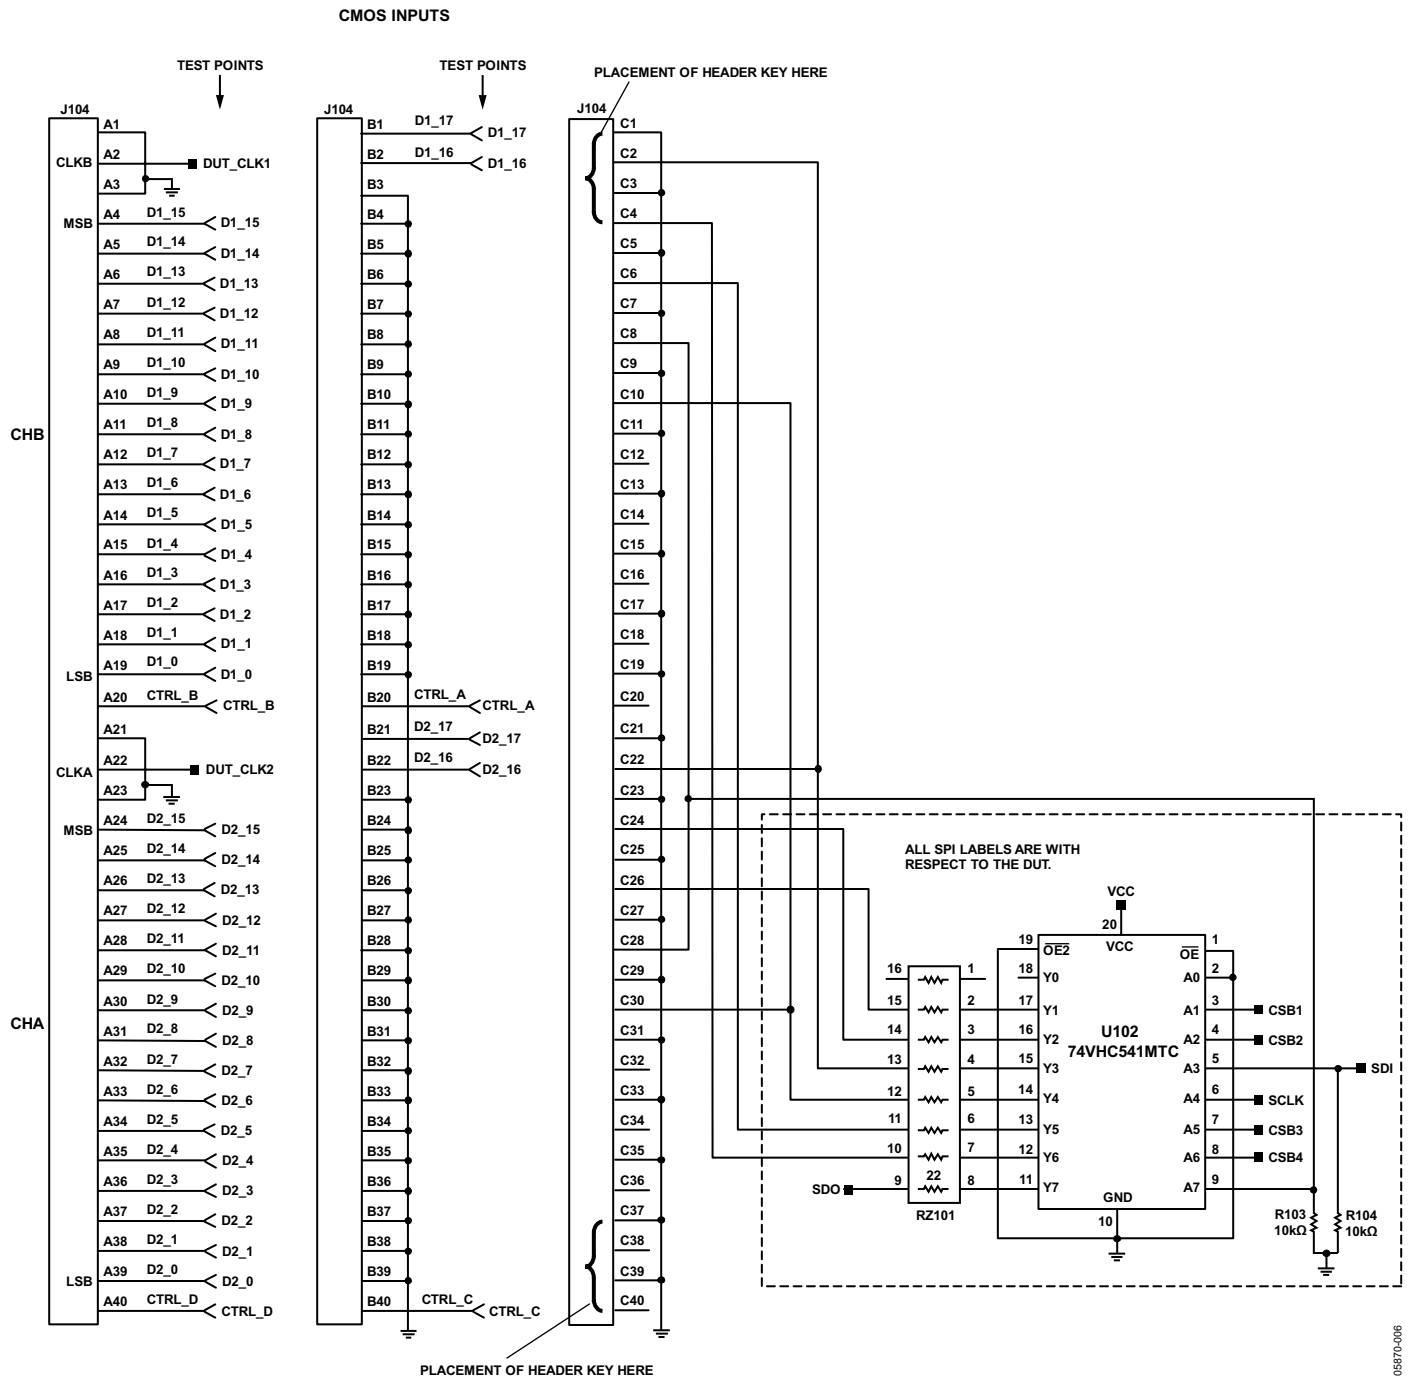 CMOS INPUTS
TEST POINTS
J104
A1
CLKB A2 DUT_CLK1
A3
MSB A4 D1_15 D1_15
A5 D1_14 D1_14
A6 D1_13 D1_13
A7 D1_12 D1_12
A8 D1_11 D1_11
A9 D1_10 D1_10
A10 D1_9 D1_9
CHB
A11 D1_8 D1_8
A12 D1_7 D1_7
A13 D1_6 D1_6
A14 D1_5 D1_5
A15 D1_4 D1_4
A16 D1_3 D1_3
A17 D1_2 D1_2
A18 D1_1 D1_1
LSB A19 D1_0 D1_0
A20 CTRL_B CTRL_B
A21
CLKA A22 DUT_CLK2
A23
MSB A24 D2_15 D2_15
A25 D2_14 D2_14
A26 D2_13 D2_13
A27 D2_12 D2_12
A28 D2_11 D2_11
A29 D2_10 D2_10
A30 D2_9 D2_9
CHA
A31 D2_8 D2_8
A32 D2_7 D2_7
A33 D2_6 D2_6
A34 D2_5 D2_5
A35 D2_4 D2_4
A36 D2_3 D2_3
A37 D2_2 D2_2
A38 D2_1 D2_1
LSB A39 D2_0 D2_0
A40 CTRL_D CTRL_D
TEST POINTS
J104
B1 D1_17 D1_17
B2 D1_16 D1_16
B3
B4
B5
B6
B7
B8
B9
B10
B11
B12
B13
B14
B15
B16
B17
B18
B19
B20 CTRL_A CTRL_A
B21 D2_17 D2_17
B22 D2_16 D2_16
B23
B24
B25
B26
B27
B28
B29
B30
B31
B32
B33
B34
B35
B36
B37
B38
B39
B40 CTRL_C CTRL_C
PLACEMENT OF HEADER KEY HERE
J104
C1
C2
C3
C4
C5
C6
C7
C8
C9
C10
C11
C12
C13
C14
C15
C16
C17
C18
C19
C20
C21
C22
C23
C24
C25
C26
C27
C28
C29
C30
C31
C32
C33
C34
C35
C36
C37
C38
C39
C40
PLACEMENT OF HEADER KEY HERE
ALL SPI LABELS ARE WITH
RESPECT TO THE DUT.
VCC
20
VCC
19 OE2 OE 1
16 1 18 Y0 A0 2
15 2 17 Y1 A1 3 CSB1
U102
14 3 16 Y2 A2 4 CSB2
74VHC541MTC
13 4 15 Y3 A3 5 SDI
12 5 14 Y4 A4 6 SCLK
11 6 13 Y5 A5 7 CSB3
10 7 12 Y6 A6 8 CSB4
SDO 9 22 8 11 Y7 A7 9
RZ101
GND
10
R103
10kΩ
R104
10kΩ
05870-006